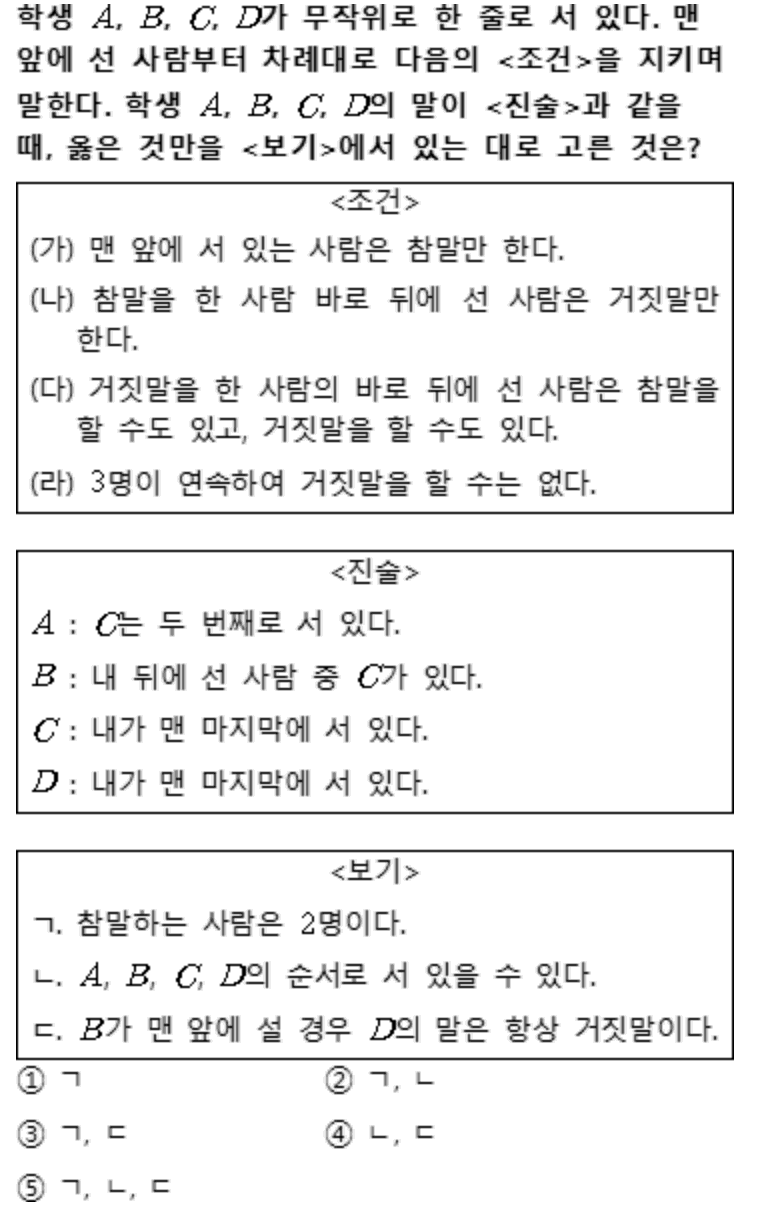 학생 A, B, C, D가 무작위로 한 줄로 서 있다. 맨
앞에 선 사람부터 차례대로 다음의 <조건>을 지키며
말한다. 학생 A, B, C, D의 말이 <진술>과 같을
때, 옳은 것만을 <보기>에서 있는 대로 고른 것은?
<조건>
(가) 맨 앞에 서 있는 사람은 참말만 한다.
(나) 참말을 한 사람 바로 뒤에 선 사람은 거짓말만
한다.
(다) 거짓말을 한 사람의 바로 뒤에 선 사람은 참말을
할 수도 있고, 거짓말을 할 수도 있다.
(라) 3명이 연속하여 거짓말을 할 수는 없다.
<진술>
A : C는 두 번째로 서 있다.
B : 내 뒤에 선 사람 중 C가 있다.
C : 내가 맨 마지막에 서 있다.
D : 내가 맨 마지막에 서 있다.
<보기>
ㄱ. 참말하는 사람은 2명이다.
ㄴ. A, B, C, D의 순서로 서 있을 수 있다.
ㄷ. B가 맨 앞에 설 경우 D의 말은 항상 거짓말이다.
① ㄱ ② ㄱ, ㄴ
③ ㄱ, ㄷ ④ ㄴ, ㄷ
⑤ ㄱ, ㄴ, ㄷ